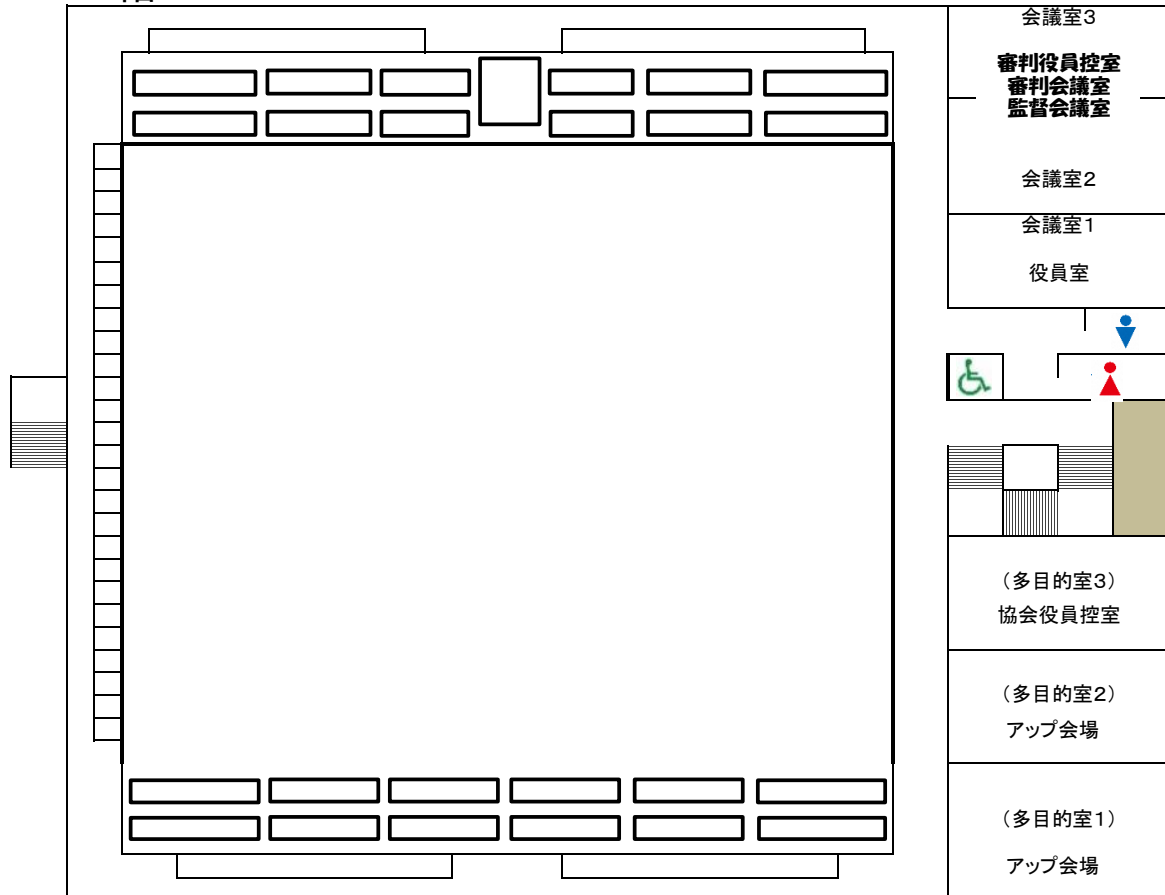 会議室3
審判役員控室
審判会議室
監督会議室
会議室2
会議室1
役員室
（多目的室3）
協会役員控室
（多目的室2）
アップ会場
（多目的室1）
アップ会場